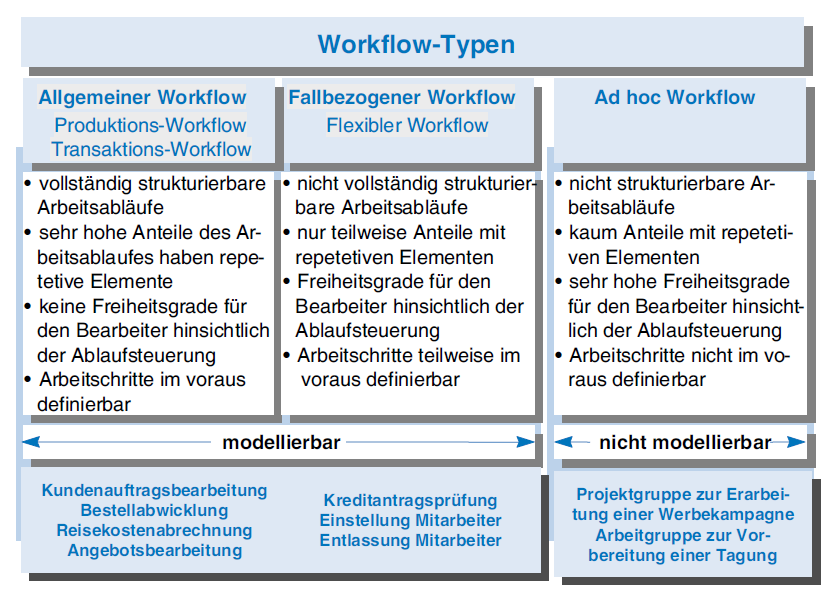 Workflow-Typen
Allgemeiner Workflow
Produktions-Workflow
Transaktions-Workflow
• vollständig strukturierbare
Arbeitsabläufe
• sehr hohe Anteile des Ar-
beitsablaufes haben repe-
tetive Elemente
• keine Freiheitsgrade für
den Bearbeiter hinsichtlich
der Ablaufsteuerung
• Arbeitschritte im voraus
definierbar
Fallbezogener Workflow
Flexibler Workflow
• nicht vollständig strukturier-
bare Arbeitsabläufe
• nur teilweise Anteile mit
repetetiven Elementen
• Freiheitsgrade für den
Bearbeiter hinsichtlich der
Ablaufsteuerung
• Arbeitschritte teilweise im
voraus definierbar
Ad hoc Workflow
• nicht strukturierbare Ar-
beitsabläufe
• kaum Anteile mit repeteti-
ven Elementen
• sehr hohe Freiheitsgrade
für den Bearbeiter hinsicht-
lich der Ablaufsteuerung
• Arbeitschritte nicht im vo-
raus definierbar
modellierbar
nicht modellierbar
Kundenauftragsbearbeitung
Bestellabwicklung
Reisekostenabrechnung
Angebotsbearbeitung
Kreditantragsprüfung
Einstellung Mitarbeiter
Entlassung Mitarbeiter
Projektgruppe zur Erarbei-
tung einer Werbekampagne
Arbeitgruppe zur Vor-
bereitung einer Tagung